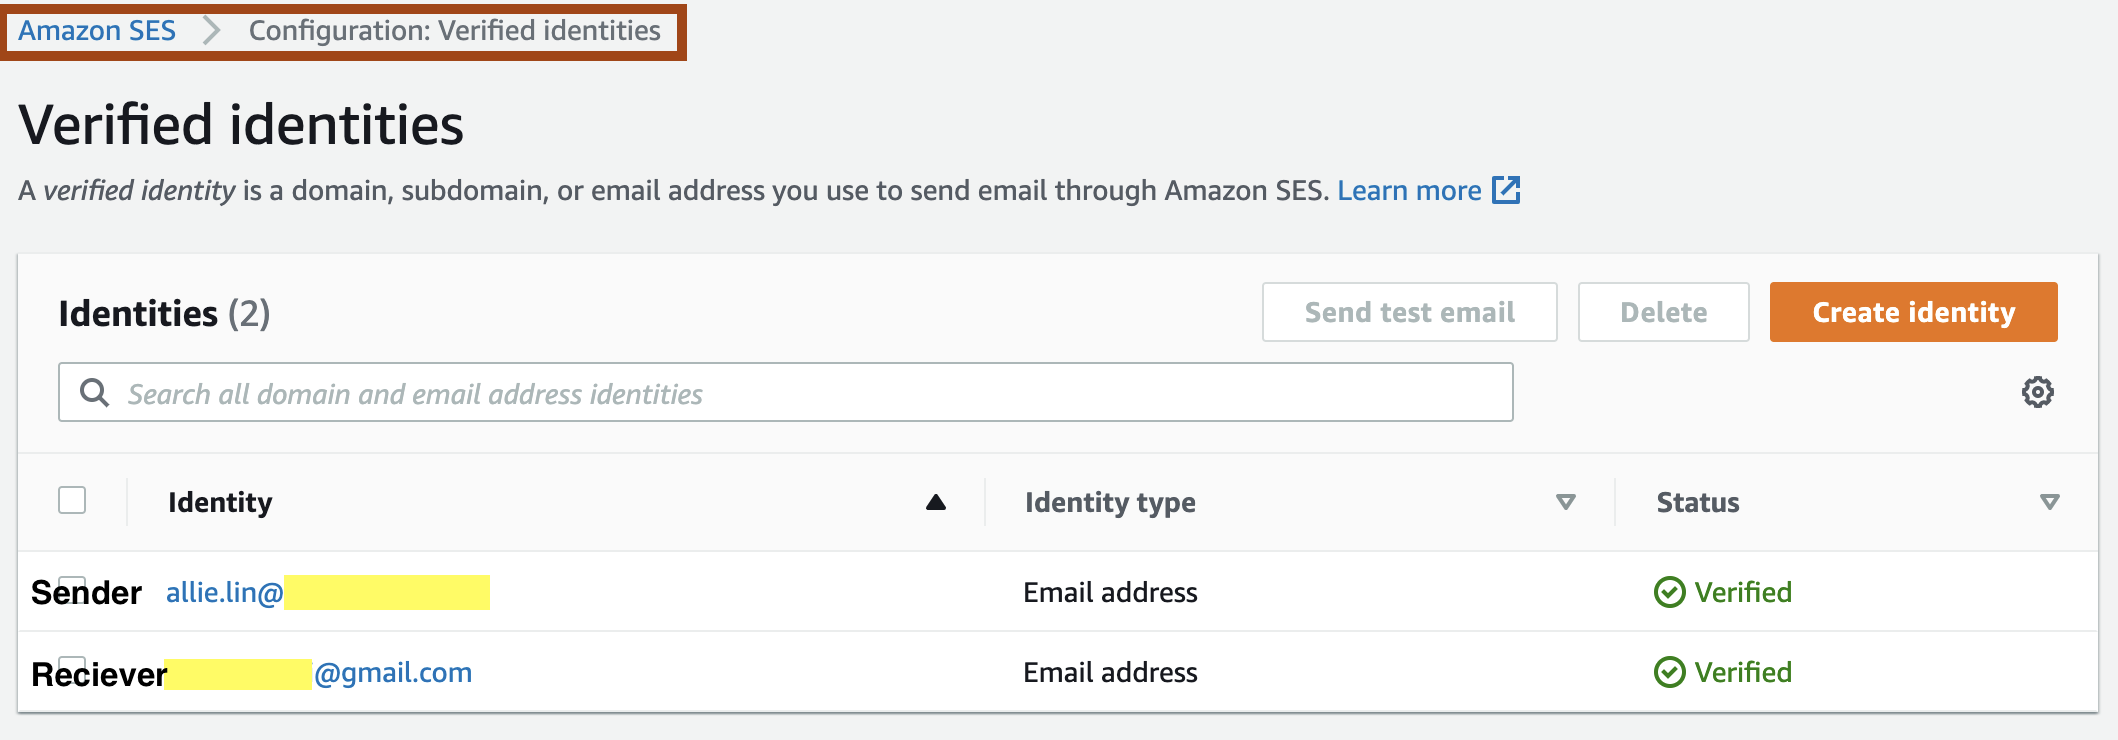 Amazon SES > Configuration: Verified identities
Verified identities
A verified identity is a domain, subdomain, or email address you use to send email through Amazon SES. Learn more
Identities (2)
Send test email
Delete
Create identity
Search all domain and email address identities
Identity
Identity type
Status
Sender allie.lin@ Email address Verified
Reciever @gmail.com Email address Verified